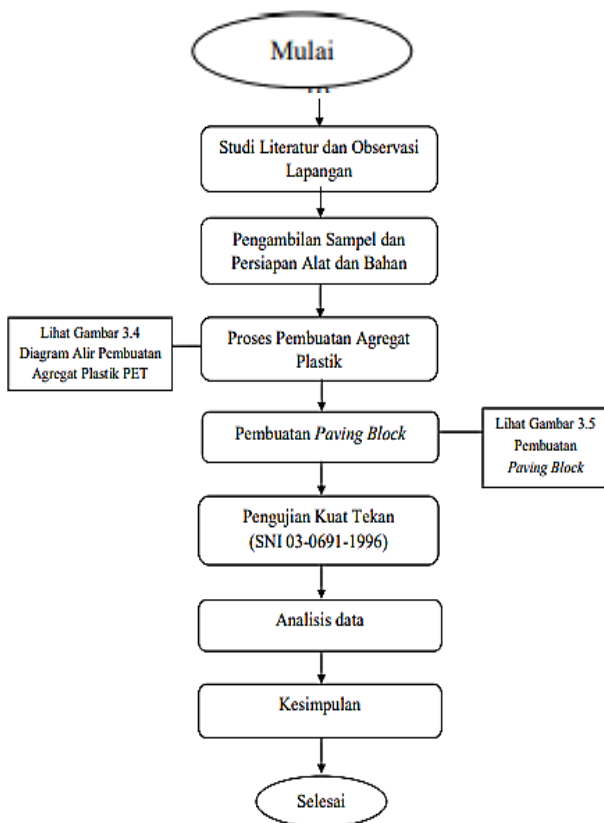 Mulai
Studi Literatur dan Observasi
Lapangan
Pengambilan Sampel dan
Persiapan Alat dan Bahan
Lihat Gambar 3.4
Diagram Alir Pembuatan
Agregat Plastik PET
Proses Pembuatan Agregat
Plastik
Pembuatan Paving Block
Lihat Gambar 3.5
Pembuatan
Paving Block
Pengujian Kuat Tekan
(SNI 03-0691-1996)
Analisis data
Kesimpulan
Selesai